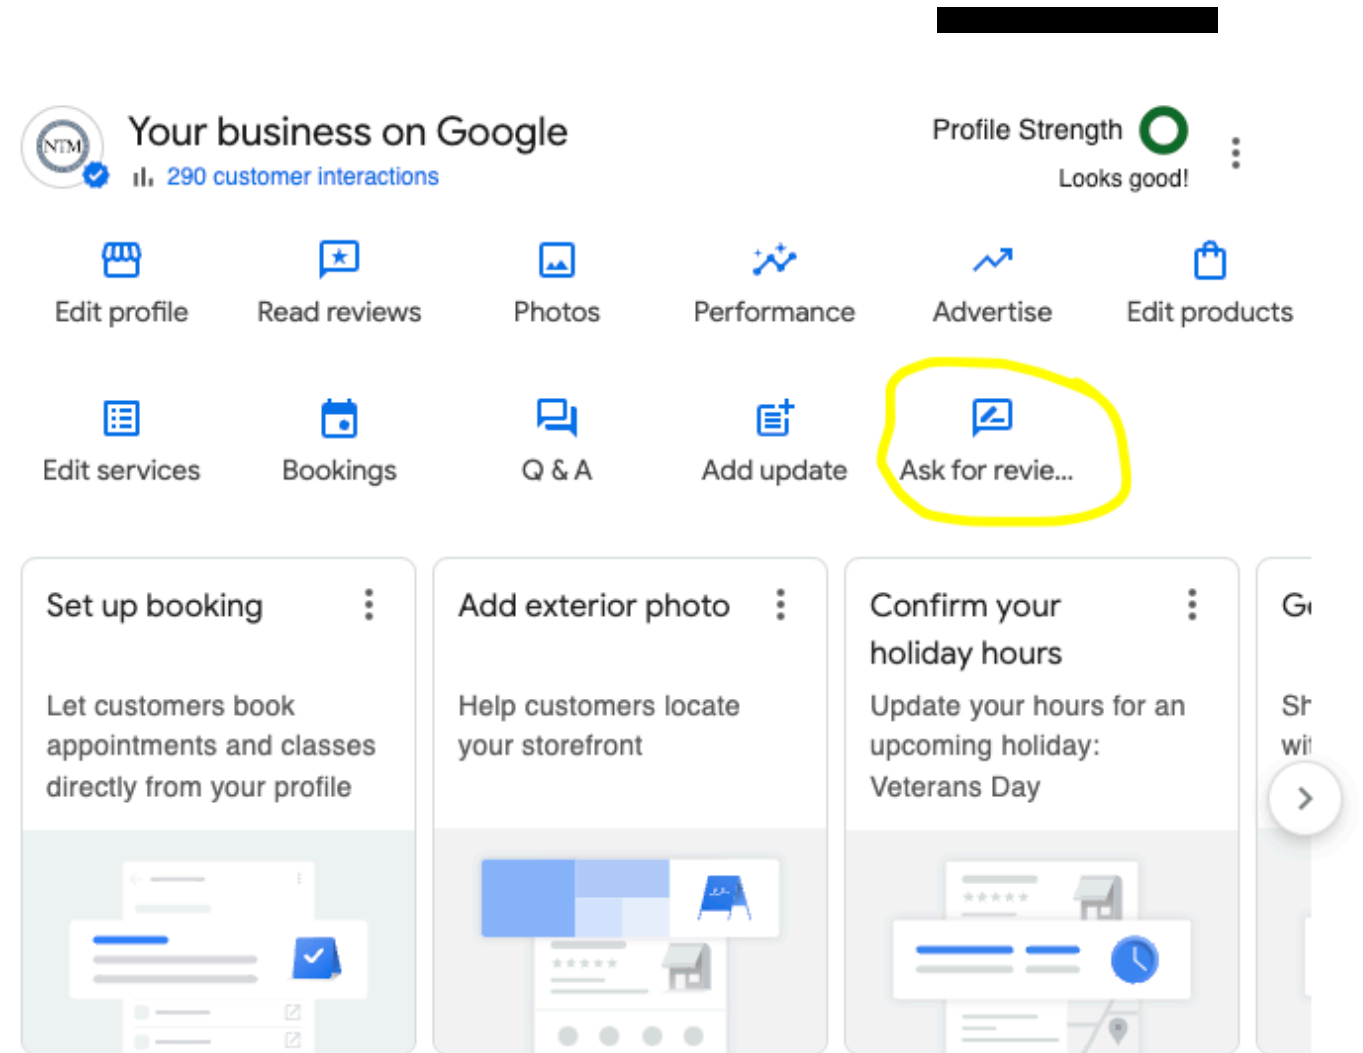 NTM
Your business on Google
290 customer interactions
Profile Strength
Looks good!
Edit profile
Read reviews
Photos
Performance
Advertise
Edit products
Edit services
Bookings
Q & A
Add update
Ask for revie...
Set up booking
Let customers book
appointments and classes
directly from your profile
Add exterior photo
Help customers locate
your storefront
Confirm your
holiday hours
Update your hours for an
upcoming holiday:
Veterans Day